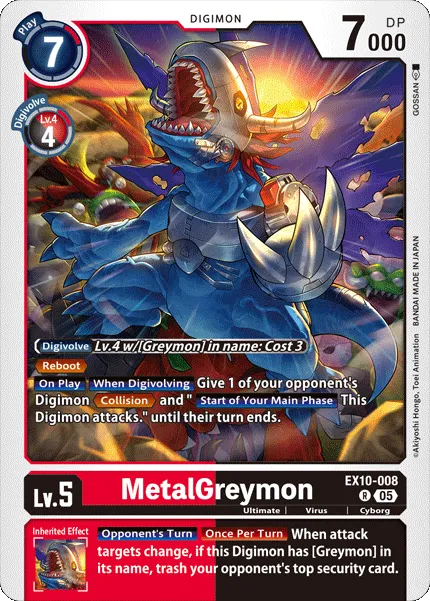 Play
7
DIGIMON
7000
DP
Digivolve
Lv.4
4
GOSSAN
©Akiyoshi Hongo, Toei Animation BANDAI MADE IN JAPAN
Digivolve Lv.4 w/[Greymon] in name: Cost 3
Reboot
On Play When Digivolving Give 1 of your opponent's
Digimon Collision and " Start of Your Main Phase This
Digimon attacks." until their turn ends.
Lv.5
MetalGreymon
EX10-008
R 05
Ultimate | Virus | Cyborg
Inherited Effect
Opponent's Turn Once Per Turn When attack
targets change, if this Digimon has [Greymon] in
its name, trash your opponent's top security card.